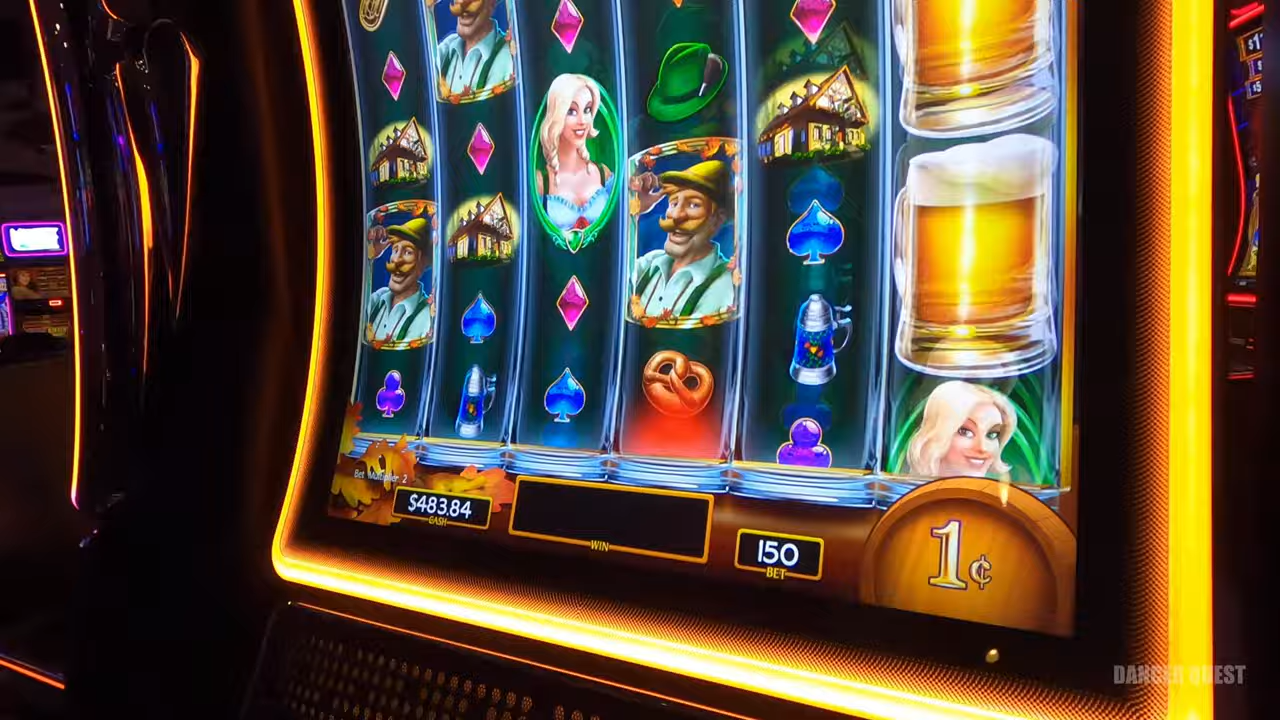 Bet Multiplier 2
$483.84
CASH
WIN
150
BET
1¢
DANGER QUEST